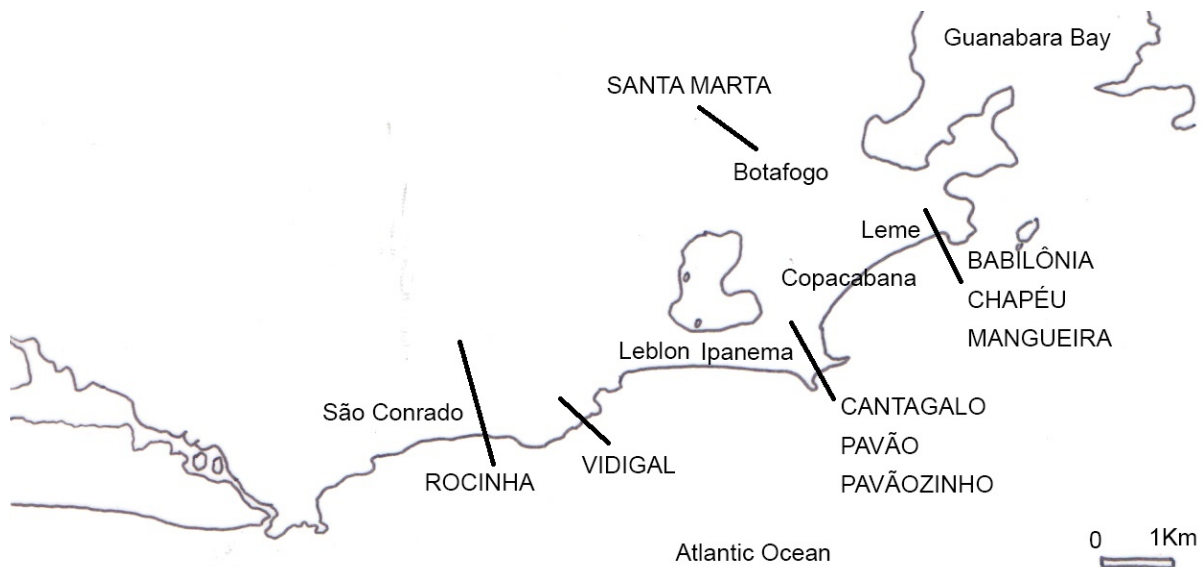 Guanabara Bay
SANTA MARTA
Botafogo
Leme
BABILÔNIA
CHAPÉU
MANGUEIRA
Copacabana
Leblon Ipanema
CANTAGALO
PAVÃO
PAVÃOZINHO
São Conrado
VIDIGAL
ROCINHA
Atlantic Ocean
0 1Km